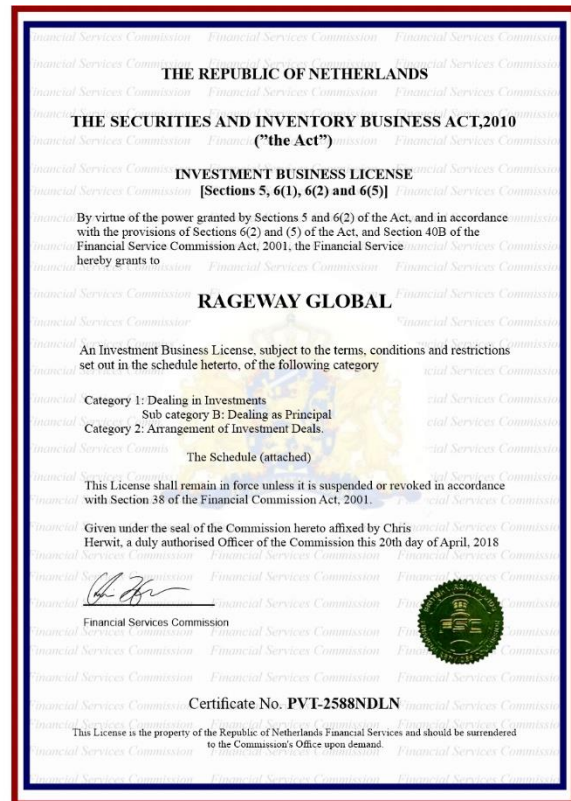 THE REPUBLIC OF NETHERLANDS
THE SECURITIES AND INVENTORY BUSINESS ACT,2010
("the Act")
INVESTMENT BUSINESS LICENSE
[Sections 5, 6(1), 6(2) and 6(5)]
By virtue of the power granted by Sections 5 and 6(2) of the Act, and in accordance
with the provisions of Sections 6(2) and (5) of the Act, and Section 40B of the
Financial Service Commission Act, 2001, the Financial Service
hereby grants to
RAGEWAY GLOBAL
An Investment Business License, subject to the terms, conditions and restrictions
set out in the schedule heterto, of the following category
Category 1: Dealing in Investments
Sub category B: Dealing as Principal
Category 2: Arrangement of Investment Deals.
The Schedule (attached)
This License shall remain in force unless it is suspended or revoked in accordance
with Section 38 of the Financial Commission Act, 2001.
Given under the seal of the Commission hereto affixed by Chris
Herwit, a duly authorised Officer of the Commission this 20th day of April, 2018
Financial Services Commission
FSC
Certificate No. PVT-2588NDLN
This License is the property of the Republic of Netherlands Financial Services and should be surrendered
to the Commission's Office upon demand.